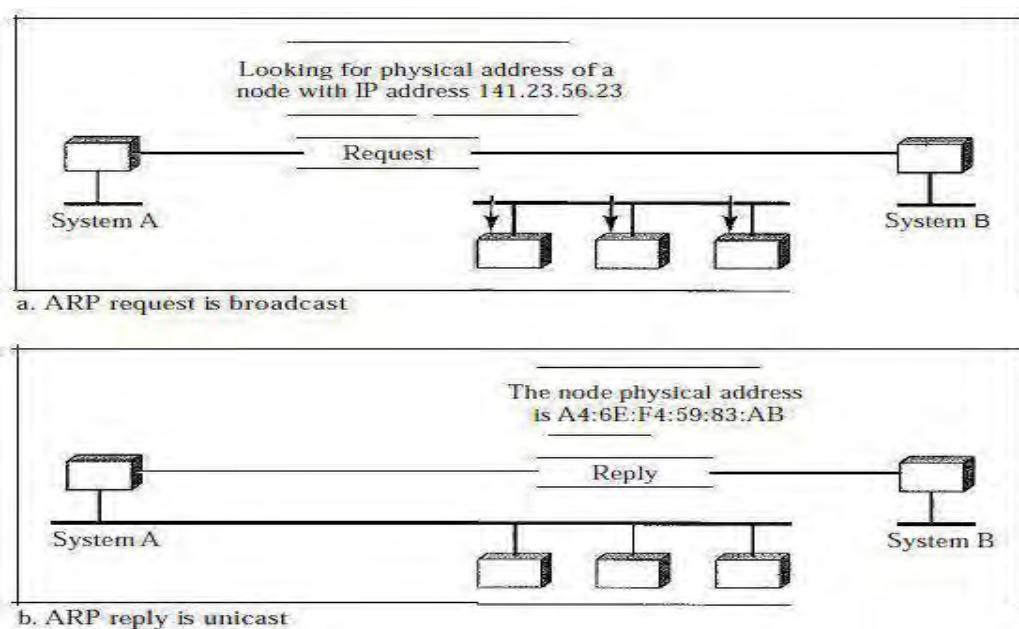 Looking for physical address of a
node with IP address 141.23.56.23
Request
System A
System B
a. ARP request is broadcast
The node physical address
is A4:6E:F4:59:83:AB
Reply
System A
System B
b. ARP reply is unicast